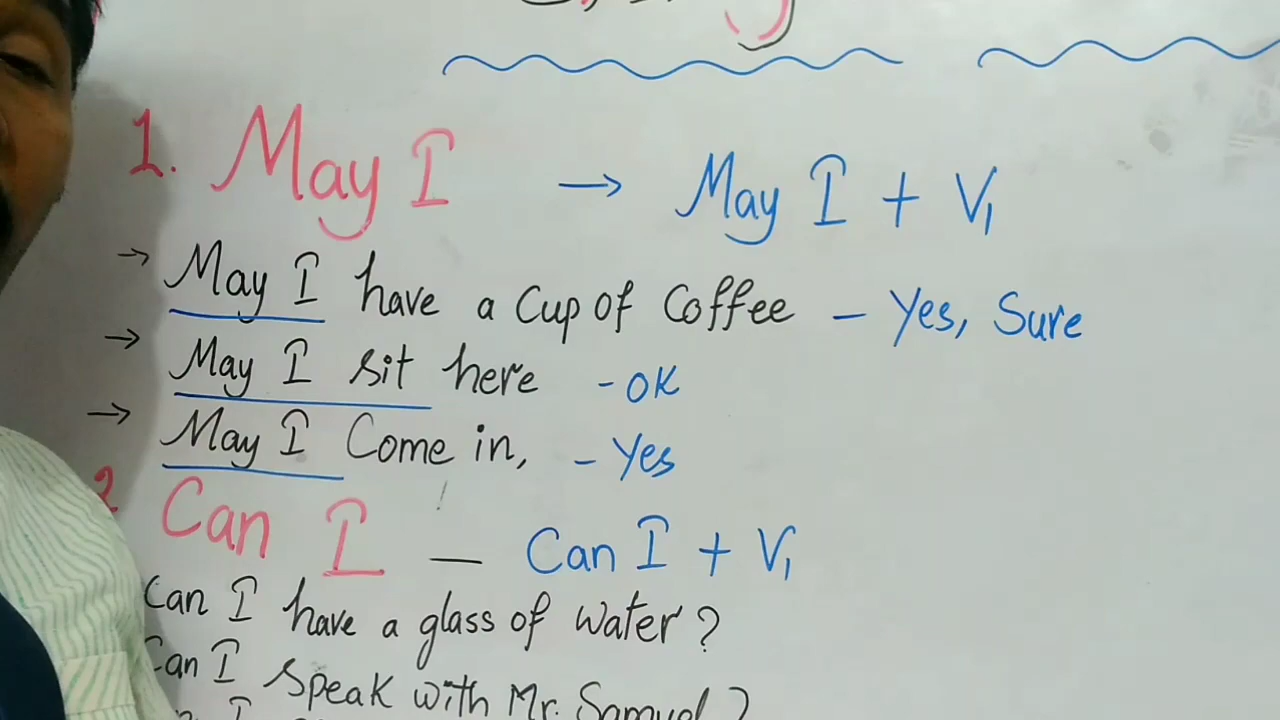 1. May I → May I + V1
→ May I have a Cup of Coffee - Yes, Sure
→ May I sit here - OK
→ May I Come in, - Yes
2 Can I — Can I + V1
Can I have a glass of water?
Can I speak with Mr. Samuel?
I